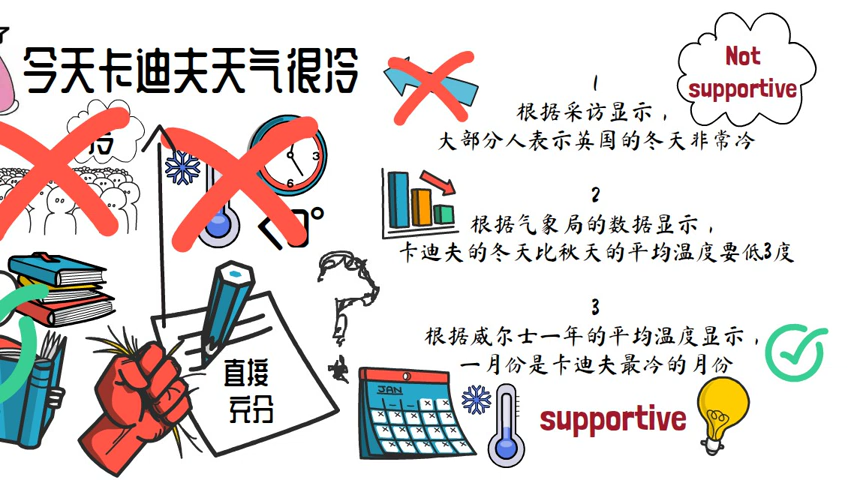 今天卡迪夫天气很冷
Not
supportive
1
根据采访显示，
大部分人表示英国的冬天非常冷
冷
3
6
2
根据气象局的数据显示，
卡迪夫的冬天比秋天的平均温度要低3度
3
根据威尔士一年的平均温度显示，
一月份是卡迪夫最冷的月份
直接
充分
JAN
supportive